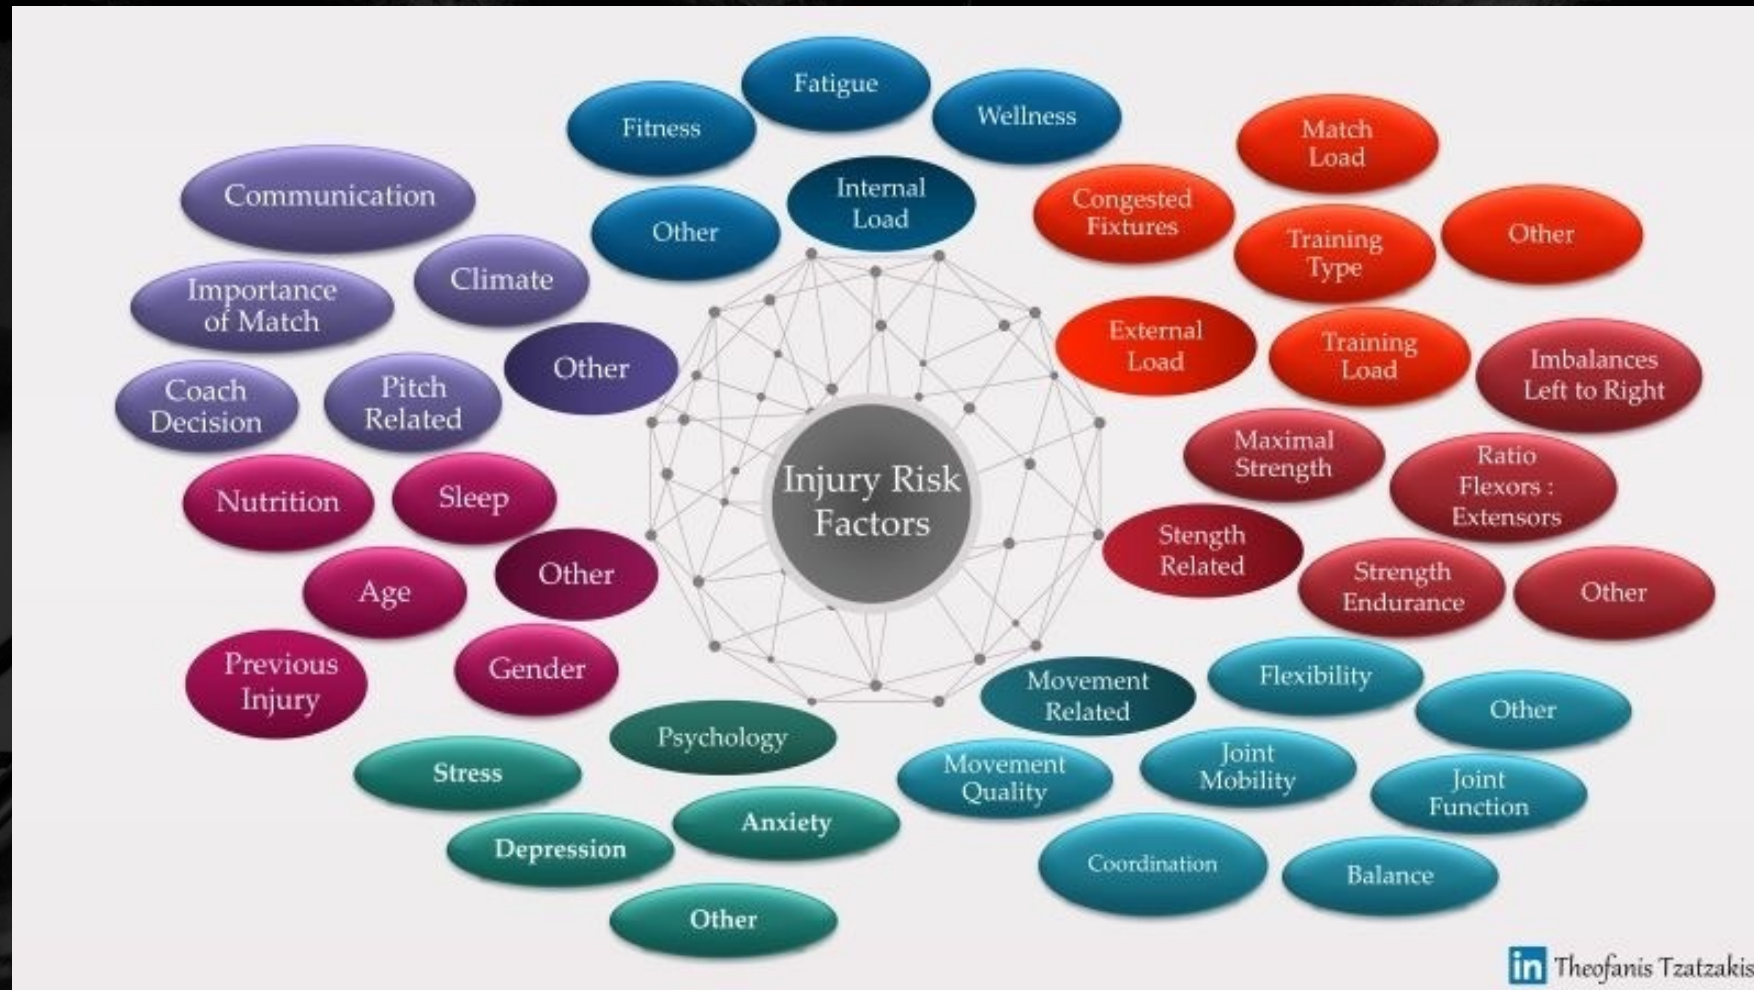 Fatigue
Fitness
Wellness
Other
Internal
Load
Match
Load
Congested
Fixtures
Training
Type
Other
External
Load
Training
Load
Imbalances
Left to Right
Maximal
Strength
Ratio
Flexors :
Extensors
Stength
Related
Strength
Endurance
Other
Movement
Related
Flexibility
Other
Movement
Quality
Joint
Mobility
Joint
Function
Coordination
Balance
Psychology
Stress
Anxiety
Depression
Other
Nutrition
Sleep
Age
Other
Previous
Injury
Gender
Communication
Climate
Importance
of Match
Other
Coach
Decision
Pitch
Related
Injury Risk
Factors
in Theofanis Tzatzakis